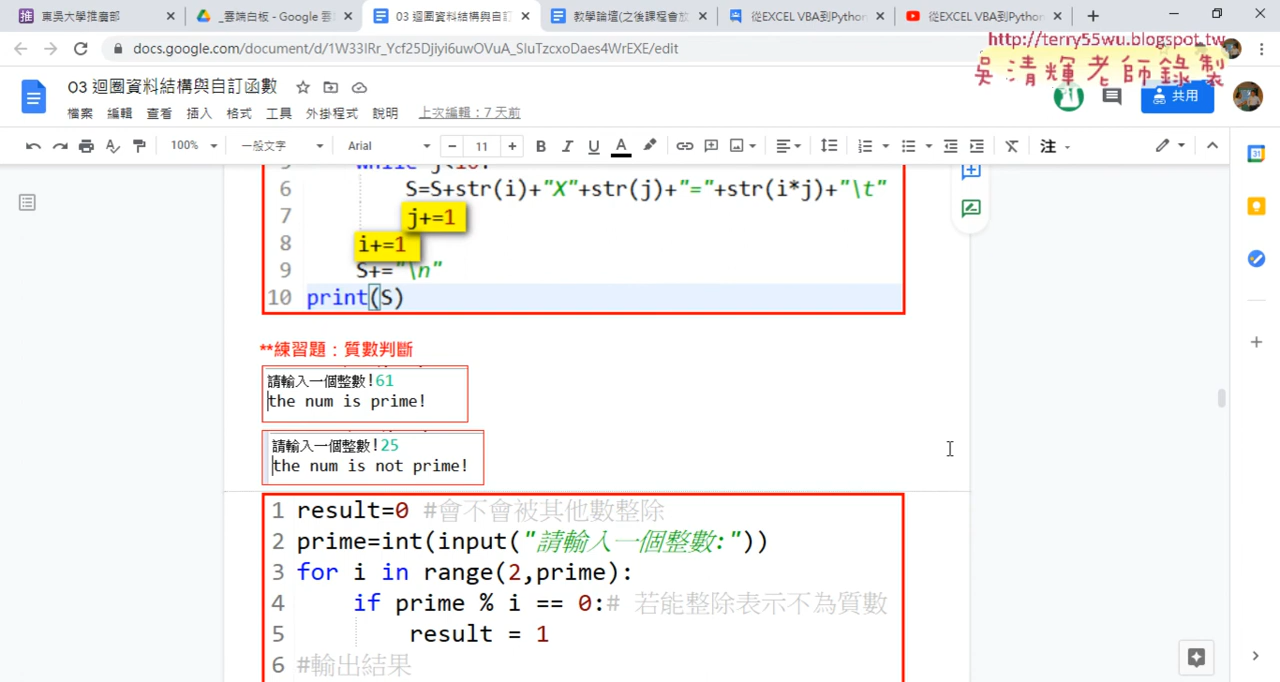 東吳大學推廣部
_雲端白板 - Google 雲
03 迴圈資料結構與自訂函數
教學論壇(之後課程會放
從EXCEL VBA到Python
從EXCEL VBA到Python
docs.google.com/document/d/1W33IRr_Ycf25Djiyi6uwOVuA_SIuTzcxoDaes4WrEXE/edit
http://terry55wu.blogspot.tw
吳清輝老師錄製
03 迴圈資料結構與自訂函數
檔案 編輯 查看 插入 格式 工具 外掛程式 說明 上次編輯：7 天前
共用
100% 一般文字 Arial 11 B I U A 注
while j<10:
6 S=S+str(i)+"X"+str(j)+"="+str(i*j)+"\t"
7 j+=1
8 i+=1
9 S+="\n"
10 print(S)
**練習題：質數判斷
請輸入一個整數!61
the num is prime!
請輸入一個整數!25
the num is not prime!
1 result=0 #會不會被其他數整除
2 prime=int(input("請輸入一個整數:"))
3 for i in range(2,prime):
4 if prime % i == 0:# 若能整除表示不為質數
5 result = 1
6 #輸出結果